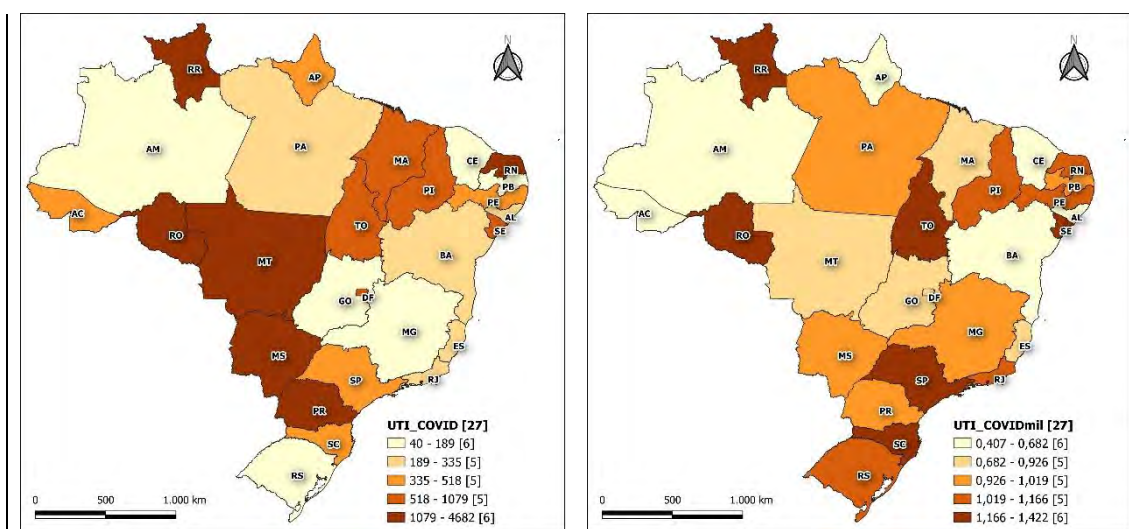 N
RR
AP
AM
PA
MA
CE
RN
PB
PI
PE
AL
SE
AC
RO
TO
BA
MT
GO
DF
MG
ES
MS
SP
RJ
PR
SC
RS
UTI_COVID [27]
40 - 189 [6]
189 - 335 [5]
335 - 518 [5]
518 - 1079 [5]
1079 - 4682 [6]
0 500 1.000 km
N
RR
AP
AM
PA
MA
CE
RN
PB
PI
PE
AL
SE
AC
RO
TO
BA
MT
GO
DF
MG
ES
MS
SP
RJ
PR
SC
RS
UTI_COVIDmil [27]
0,407 - 0,682 [6]
0,682 - 0,926 [5]
0,926 - 1,019 [5]
1,019 - 1,166 [5]
1,166 - 1,422 [6]
0 500 1.000 km